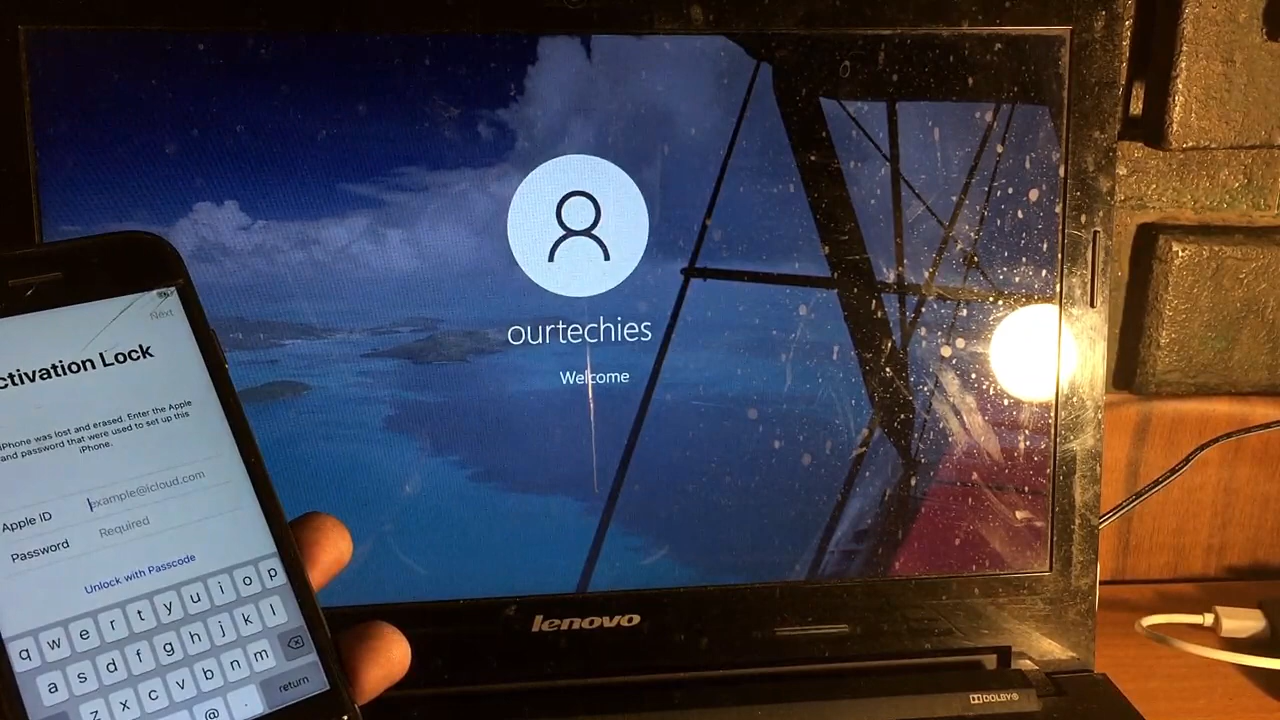 ourtechies
Welcome
Next
ctivation Lock
iPhone was lost and erased. Enter the Apple
and password that were used to set up this
iPhone.
Apple ID example@icloud.com
Password Required
Unlock with Passcode
q w e r t y u i o p
a s d f g h j k l
z x c v b n m
@ . return
lenovo
DOLBY